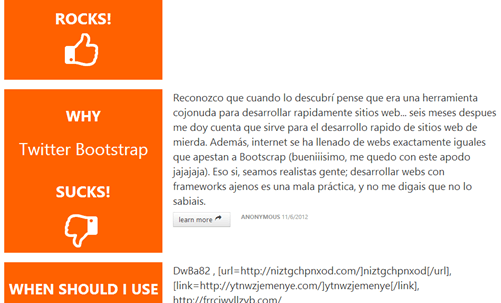 ROCKS!
WHY
Twitter Bootstrap
SUCKS!
Reconozco que cuando lo descubrí pense que era una herramienta
cojonuda para desarrollar rapidamente sitios web... seis meses despues
me doy cuenta que sirve para el desarrollo rapido de sitios web de
mierda. Además, internet se ha llenado de webs exactamente iguales
que apestan a Bootscrap (bueniiisimo, me quedo con este apodo
jajajaja). Eso si, seamos realistas gente; desarrollar webs con
frameworks ajenos es una mala práctica, y no me digais que no lo
sabiais.
learn more
ANONYMOUS 11/6/2012
WHEN SHOULD I USE
DwBa82 , [url=http://niztgchpnxod.com/]niztgchpnxod[/url],
[link=http://ytnwzjemenye.com/]ytnwzjemenye[/link],